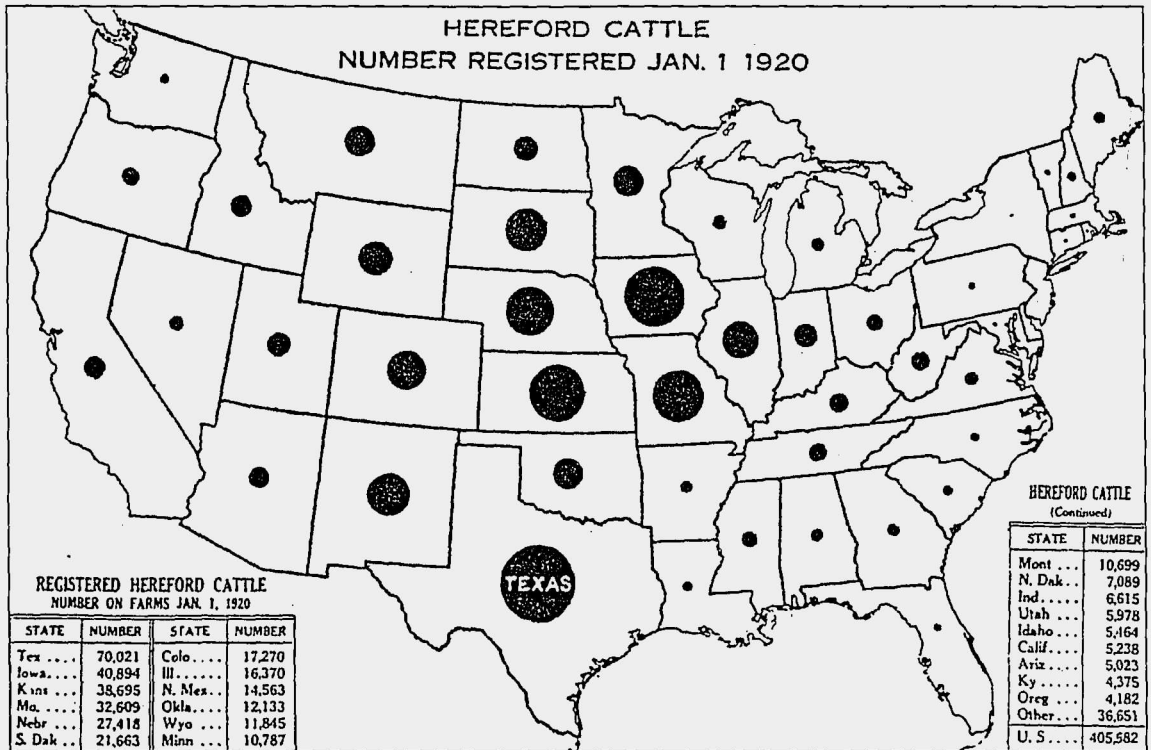 HEREFORD CATTLE
NUMBER REGISTERED JAN. 1 1920
TEXAS
REGISTERED HEREFORD CATTLE
NUMBER ON FARMS JAN. 1, 1920
STATE NUMBER STATE NUMBER
Tex .... 70,021 Colo.... 17,270
Iowa.... 40,894 Ill..... 16,370
Kans ... 38,695 N. Mex.. 14,563
Mo. .... 32,609 Okla.... 12,133
Nebr ... 27,418 Wyo ... 11,845
S. Dak .. 21,663 Minn ... 10,787
HEREFORD CATTLE
(Continued)
STATE NUMBER
Mont ... 10,699
N. Dak.. 7,089
Ind..... 6,615
Utah .... 5,978
Idaho .... 5,464
Calif.... 5,238
Ariz .... 5,023
Ky ..... 4,375
Oreg ... 4,182
Other... 36,651
U. S.... 405,582